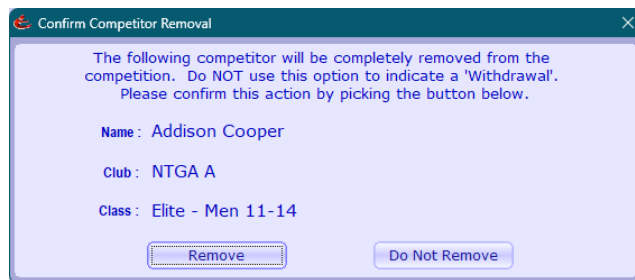 Confirm Competitor Removal
The following competitor will be completely removed from the
competition. Do NOT use this option to indicate a 'Withdrawal'.
Please confirm this action by picking the button below.
Name : Addison Cooper
Club : NTGA A
Class : Elite - Men 11-14
Remove Do Not Remove